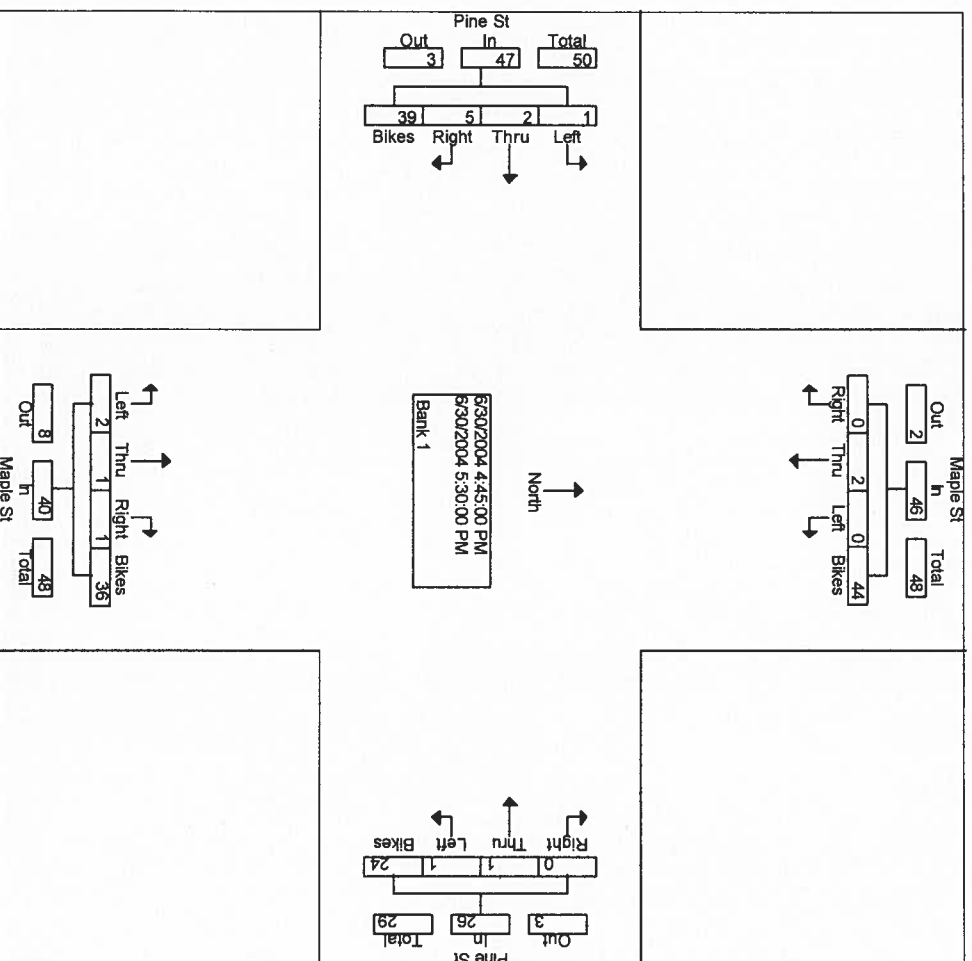 Pine St
Out In Total
3 47 50
39 5 2 1
Bikes Right Thru Left
Left Thru Right Bikes
2 1 1 36
8 40 48
Out In Total
Maple St
North
6/30/2004 4:45:00 PM
6/30/2004 5:30:00 PM
Bank 1
Maple St
Out In Total
2 46 48
0 2 0 44
Right Thru Left Bikes
Right Thru Left Bikes
0 1 1 24
3 26 29
Out In Total
Pine St